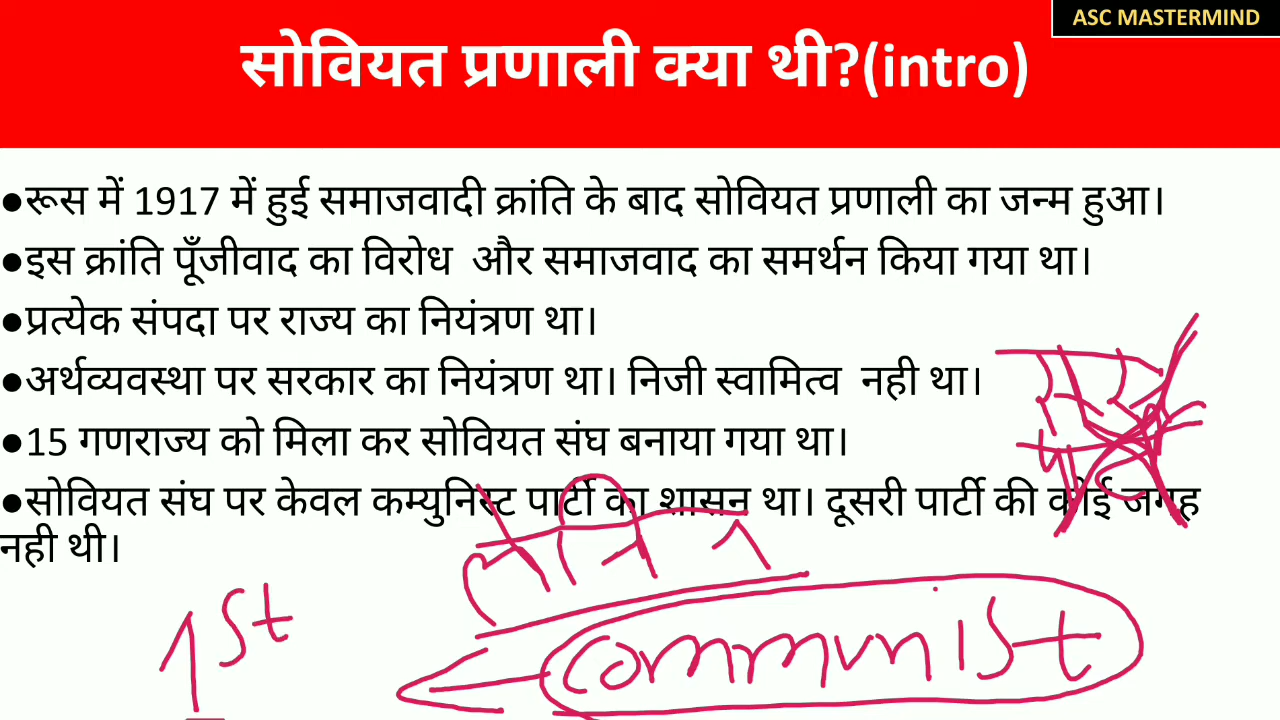 ASC MASTERMIND
सोवियत प्रणाली क्या थी?(intro)
●रूस में 1917 में हुई समाजवादी क्रांति के बाद सोवियत प्रणाली का जन्म हुआ।
●इस क्रांति पूँजीवाद का विरोध और समाजवाद का समर्थन किया गया था।
●प्रत्येक संपदा पर राज्य का नियंत्रण था।
●अर्थव्यवस्था पर सरकार का नियंत्रण था। निजी स्वामित्व नही था।
●15 गणराज्य को मिला कर सोवियत संघ बनाया गया था।
●सोवियत संघ पर केवल कम्युनिस्ट पार्टी का शासन था। दूसरी पार्टी की कोई जगह
नही थी।
1st
communist